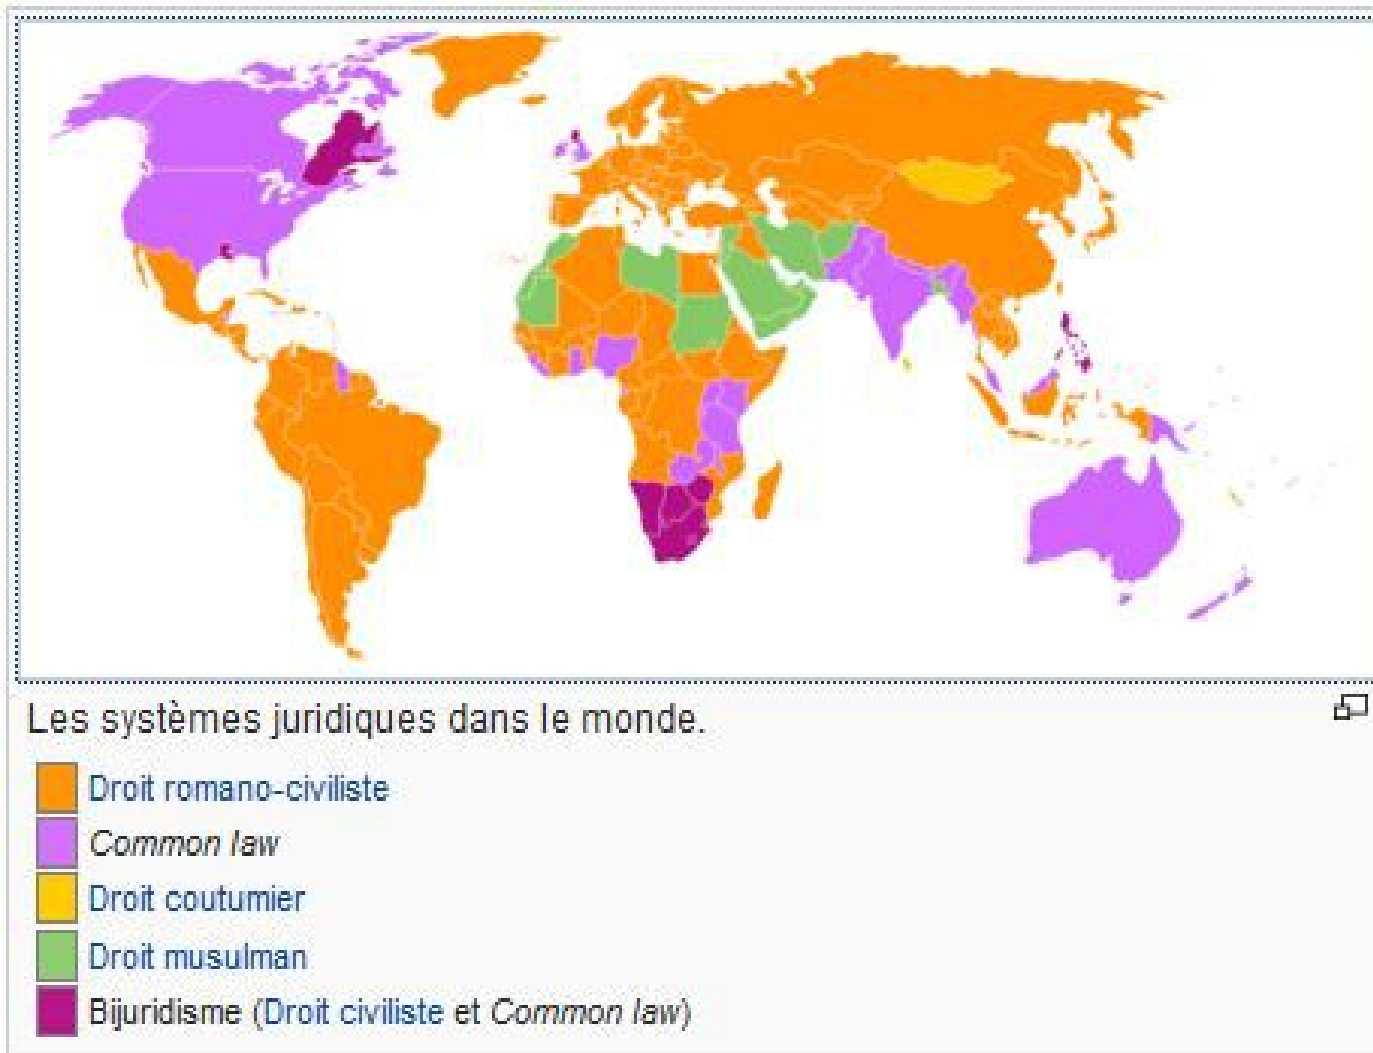 Les systèmes juridiques dans le monde.
Droit romano-civiliste
Common law
Droit coutumier
Droit musulman
Bijuridisme (Droit civiliste et Common law)